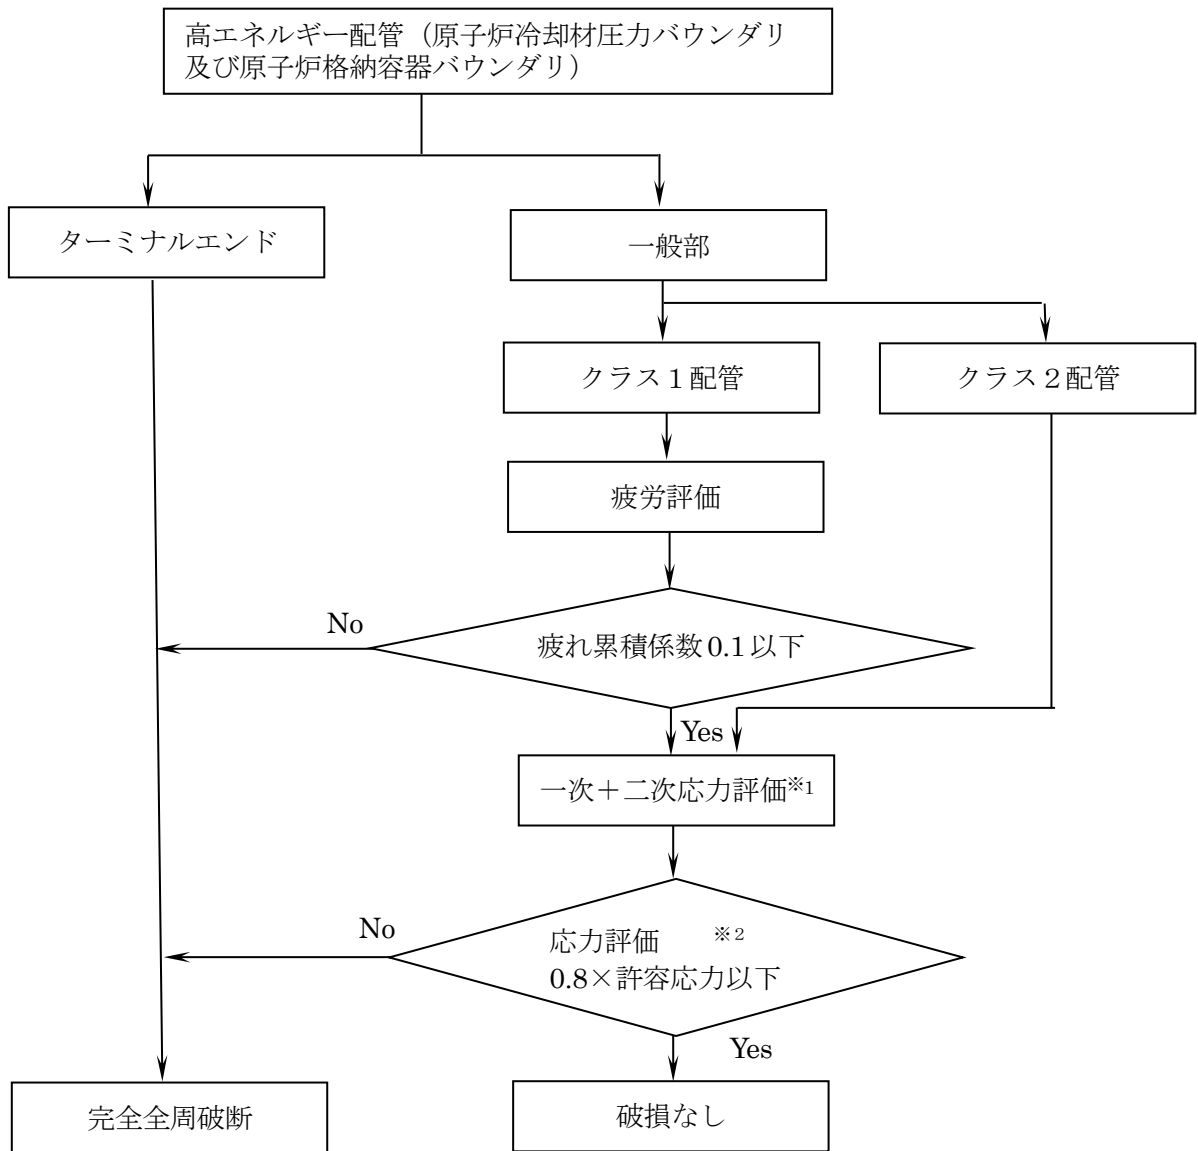 高エネルギー配管（原子炉冷却材圧力バウンダリ
及び原子炉格納容器バウンダリ）
ターミナルエンド
一般部
クラス１配管
クラス２配管
疲労評価
No
疲れ累積係数 0.1 以下
Yes
一次＋二次応力評価※1
No
応力評価 ※２
0.8×許容応力以下
Yes
完全全周破断
破損なし